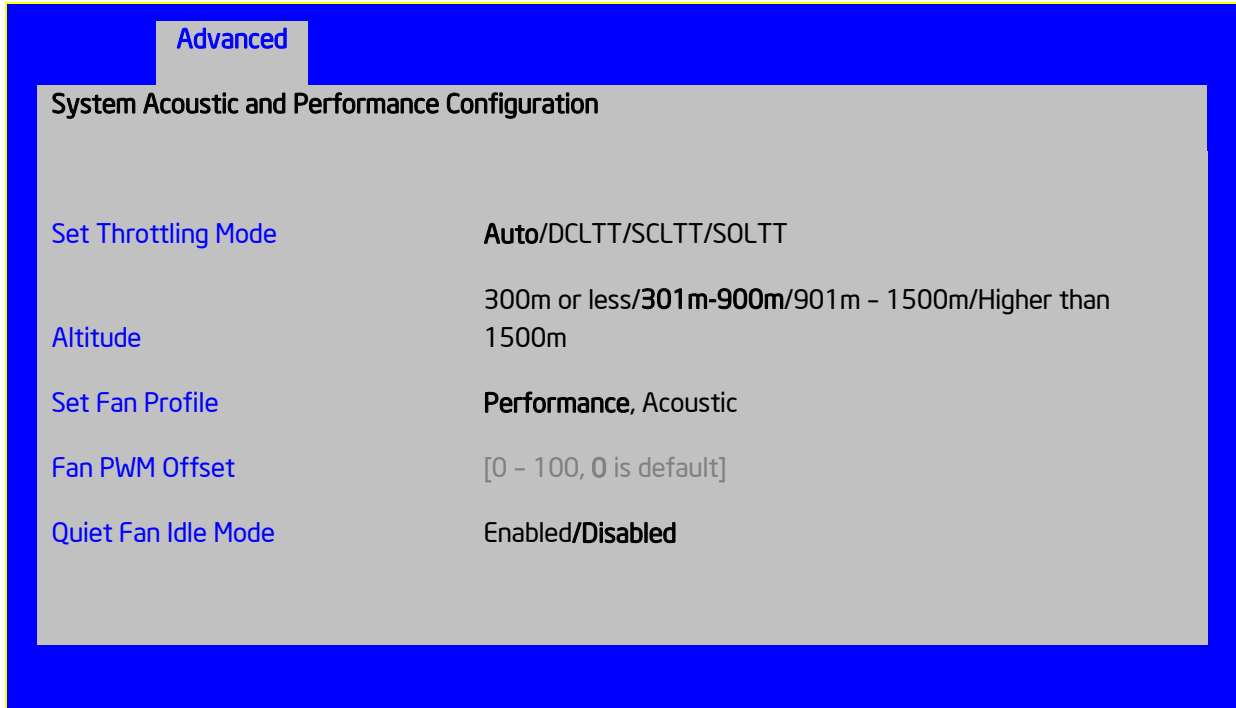 Advanced
System Acoustic and Performance Configuration
Set Throttling Mode Auto/DCLTT/SCLTT/SOLTT
300m or less/301m-900m/901m – 1500m/Higher than
Altitude 1500m
Set Fan Profile Performance, Acoustic
Fan PWM Offset [0 – 100, 0 is default]
Quiet Fan Idle Mode Enabled/Disabled